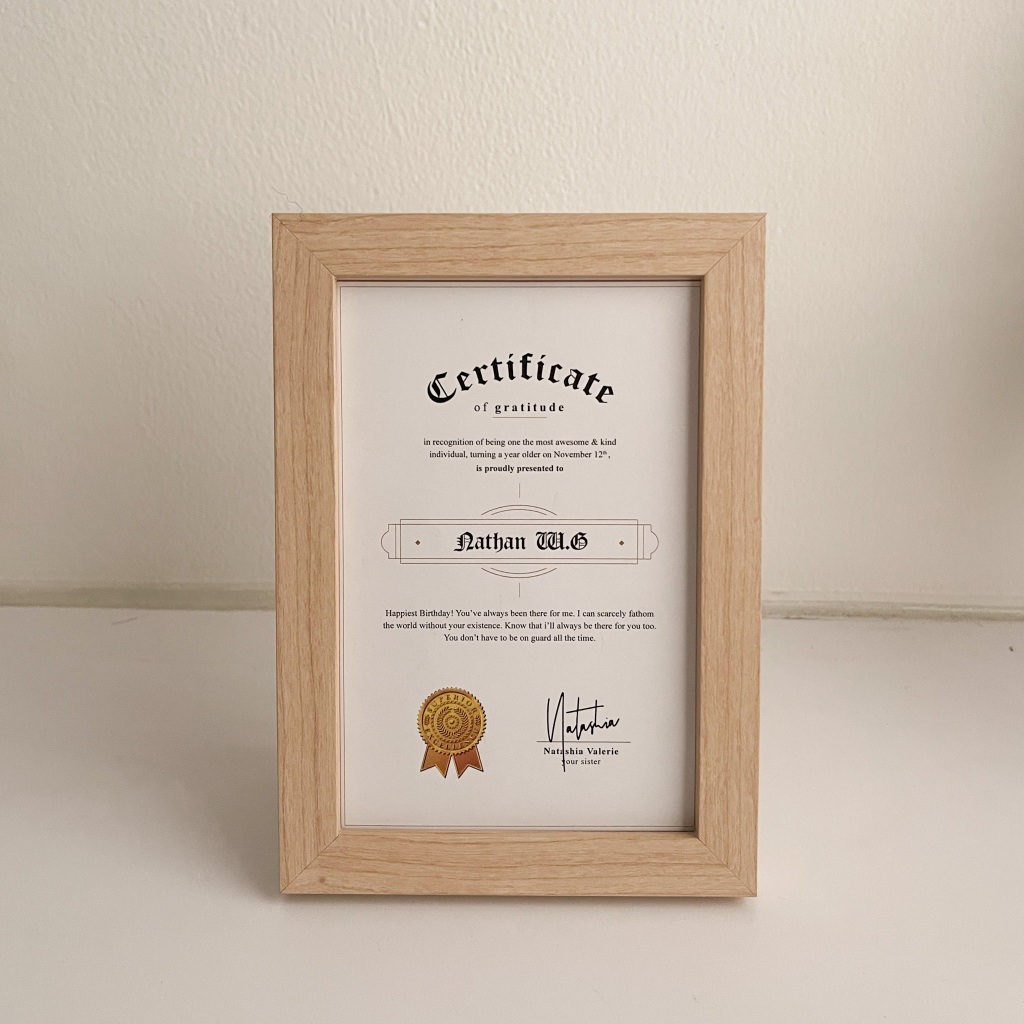 Certificate
of gratitude
in recognition of being one the most awesome & kind
individual, turning a year older on November 12th,
is proudly presented to
Nathan W.G
Happiest Birthday! You've always been there for me. I can scarcely fathom
the world without your existence. Know that i'll always be there for you too.
You don't have to be on guard all the time.
SUPERIOR
EXCELLENT
Natashia
Natashia Valerie
your sister